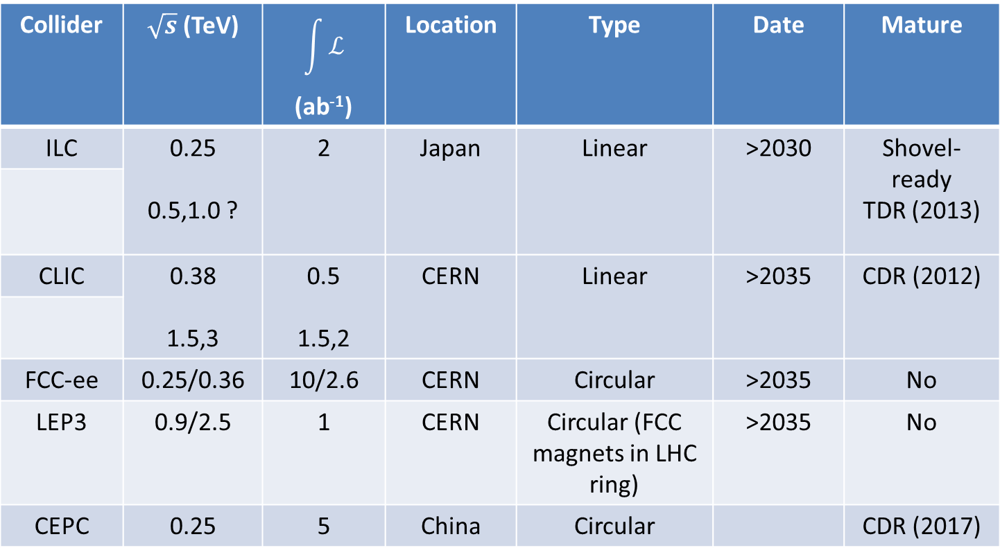 Collider √s (TeV) ∫ℒ Location Type Date Mature
(ab-1)
ILC 0.25 2 Japan Linear >2030 Shovel-
ready
0.5,1.0 ? TDR (2013)
CLIC 0.38 0.5 CERN Linear >2035 CDR (2012)
1.5,3 1.5,2
FCC-ee 0.25/0.36 10/2.6 CERN Circular >2035 No
LEP3 0.9/2.5 1 CERN Circular (FCC >2035 No
magnets in LHC
ring)
CEPC 0.25 5 China Circular CDR (2017)